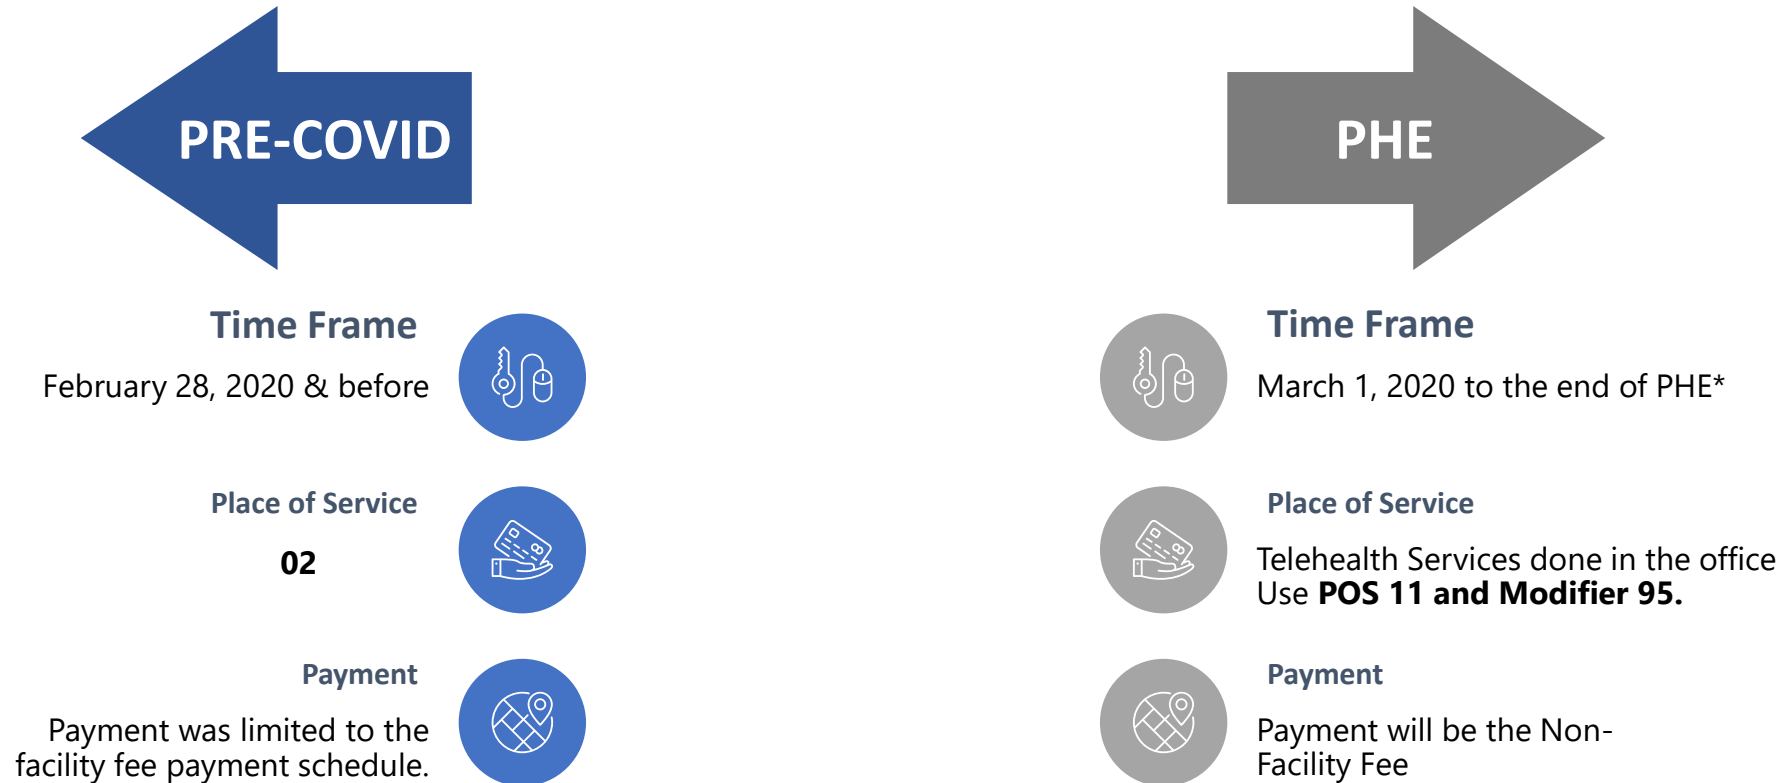 PRE-COVID
Time Frame
February 28, 2020 & before
Place of Service
02
Payment
Payment was limited to the
facility fee payment schedule.
PHE
Time Frame
March 1, 2020 to the end of PHE*
Place of Service
Telehealth Services done in the office
Use POS 11 and Modifier 95.
Payment
Payment will be the Non-
Facility Fee